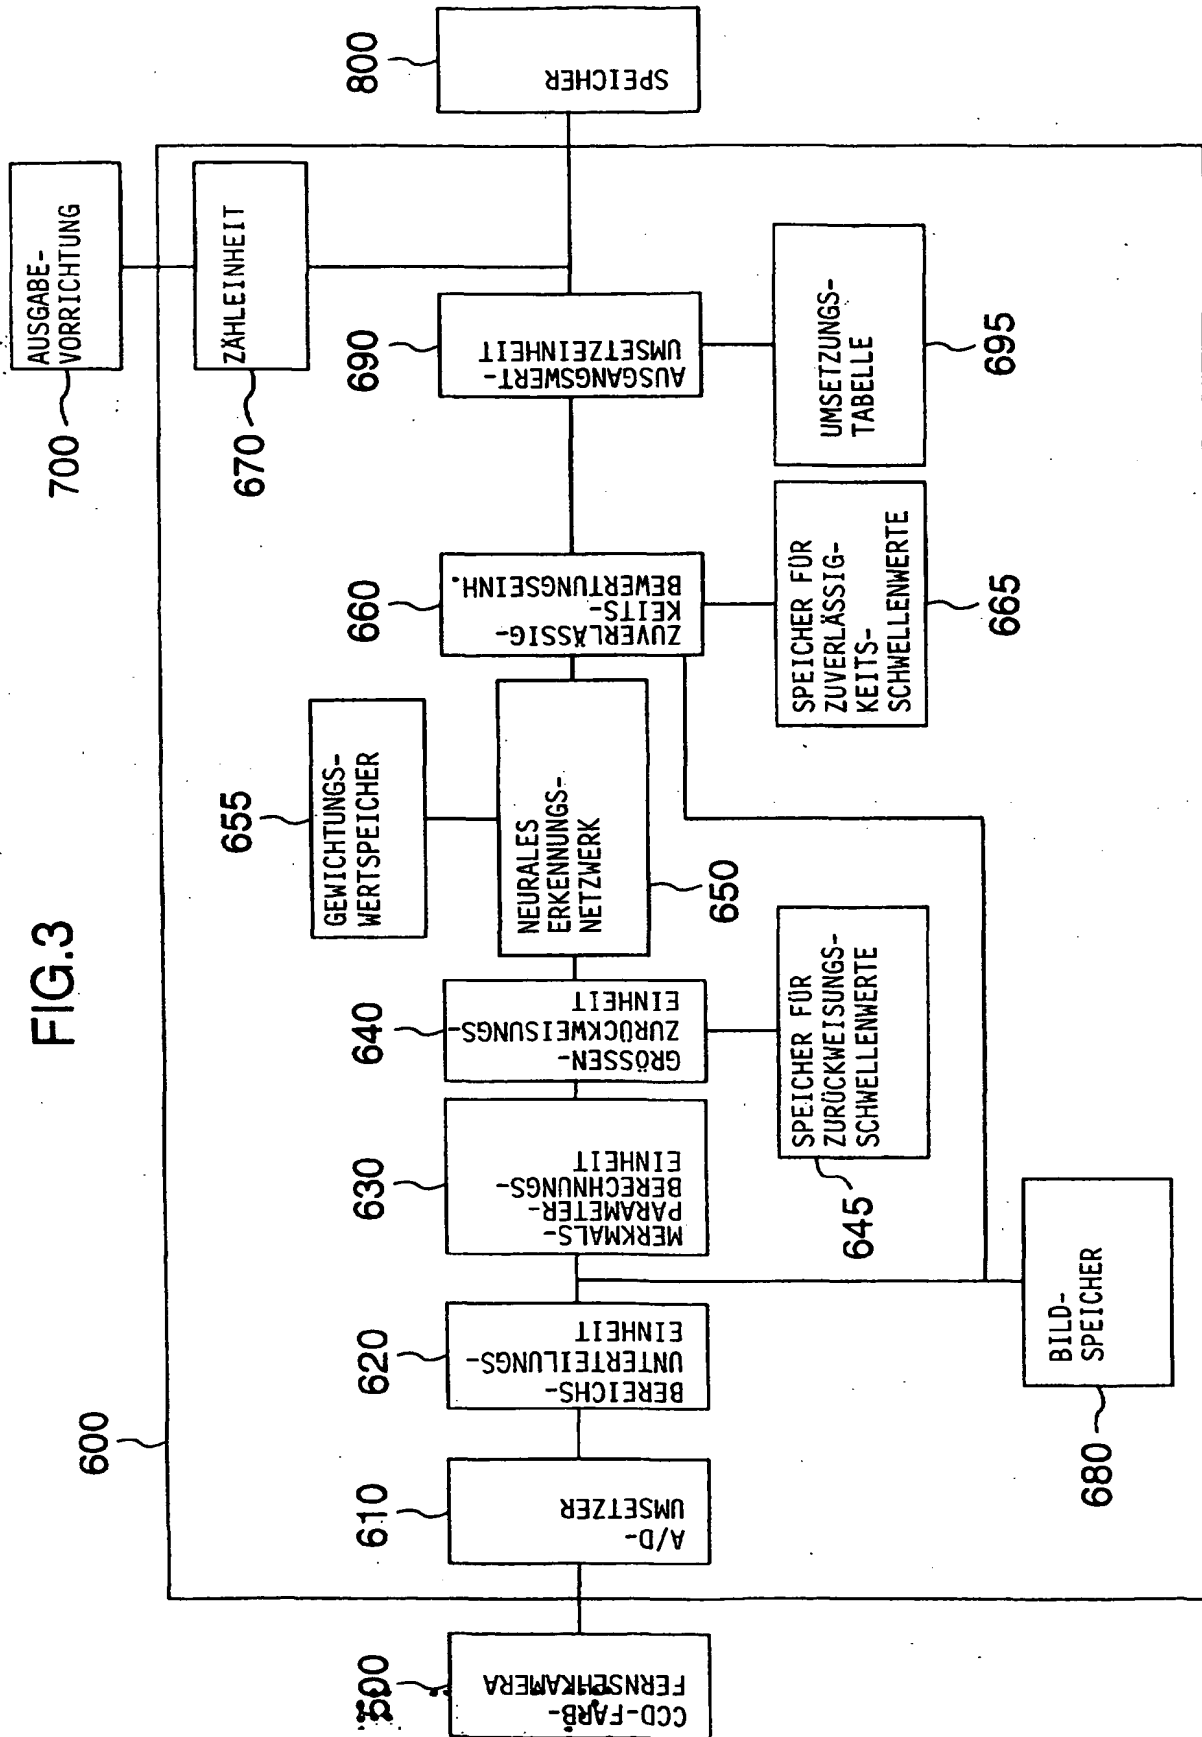 FIG.3
600
500
CCD-FARB-
FERNSEHKAMERA
610
A/D-
UMSETZER
620
BEREICHS-
UNTERTEILUNGS-
EINHEIT
630
MERKMALS-
PARAMETER-
BERECHNUNGS-
EINHEIT
640
GRÖSSEN-
ZURÜCKWEISUNGS-
EINHEIT
645
SPEICHER FÜR
ZURÜCKWEISUNGS-
SCHWELLENWERTE
650
NEURALES
ERKENNUNGS-
NETZWERK
655
GEWICHTUNGS-
WERTSPEICHER
660
ZUVERLÄSSIG-
KEITS-
BEWERTUNGSEINH.
665
SPEICHER FÜR
ZUVERLÄSSIG-
KEITS-
SCHWELLENWERTE
690
AUSGANGSWERT-
UMSETZEINHEIT
695
UMSETZUNGS-
TABELLE
670
ZÄHLEINHEIT
700
AUSGABE-
VORRICHTUNG
800
SPEICHER
680
BILD-
SPEICHER